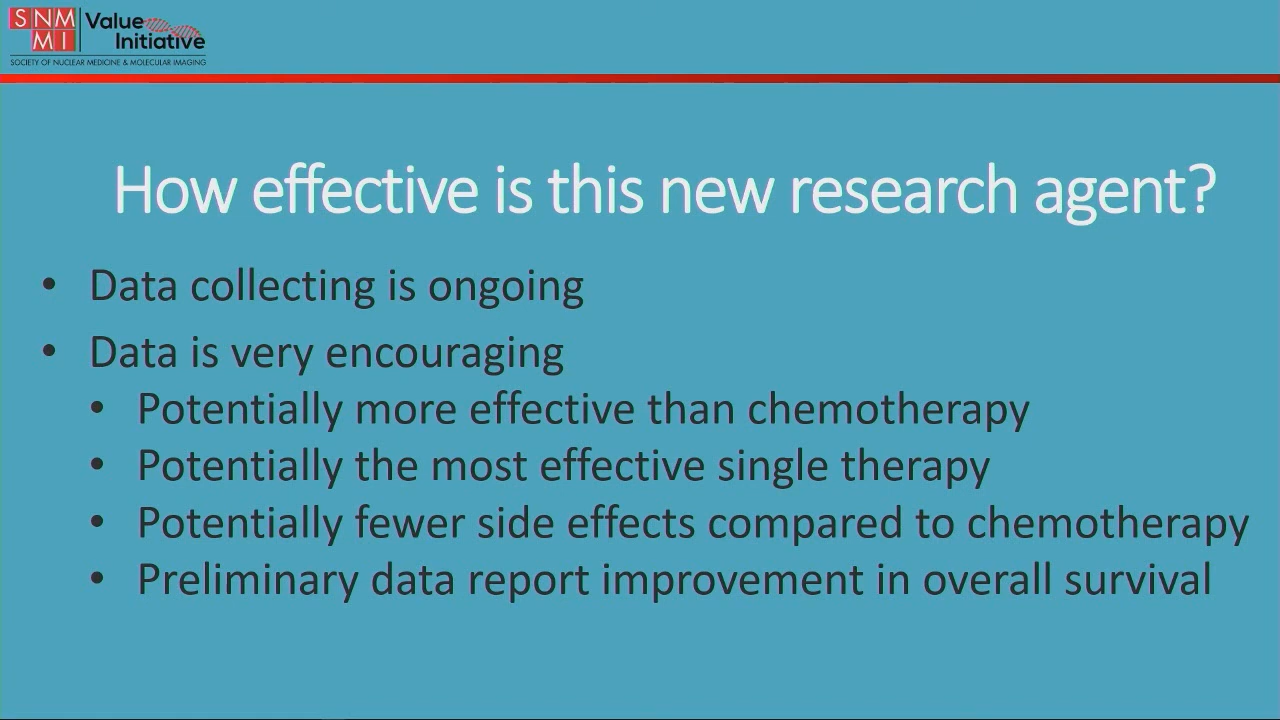 SNM
MI
Value
Initiative
SOCIETY OF NUCLEAR MEDICINE & MOLECULAR IMAGING
How effective is this new research agent?
• Data collecting is ongoing
• Data is very encouraging
• Potentially more effective than chemotherapy
• Potentially the most effective single therapy
• Potentially fewer side effects compared to chemotherapy
• Preliminary data report improvement in overall survival